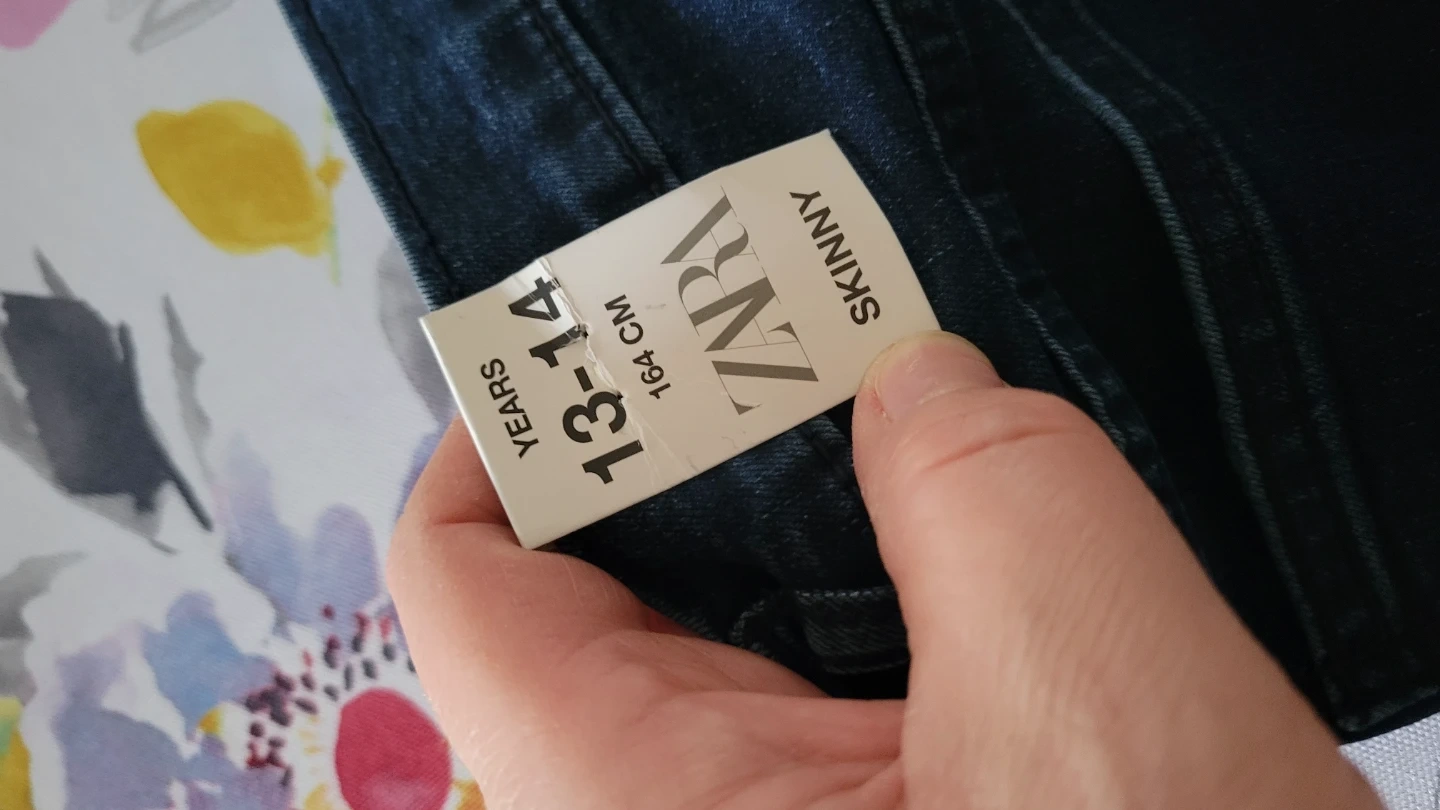 SKINNY
ZARA
164 CM
13-14
YEARS